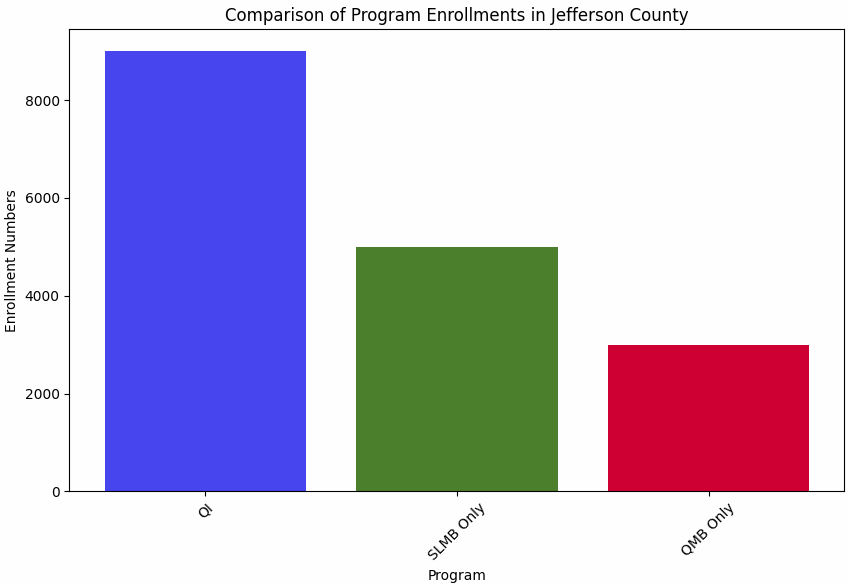 Comparison of Program Enrollments in Jefferson County
Enrollment Numbers
8000
6000
4000
2000
0
QI
SLMB Only
QMB Only
Program